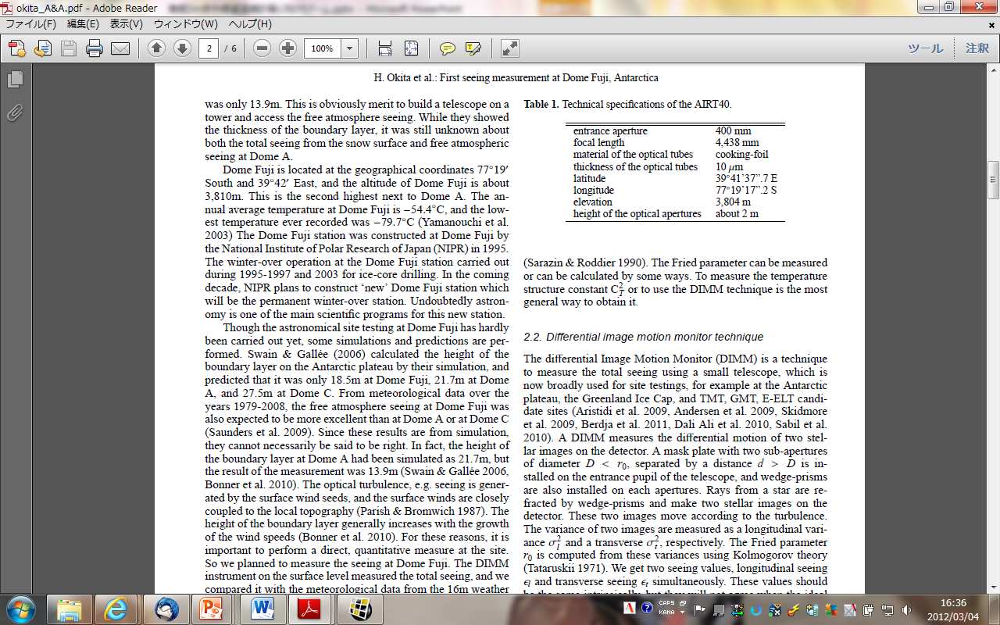 okita_A&A.pdf - Adobe Reader
ファイル(F) 編集(E) 表示(V) ウィンドウ(W) ヘルプ(H)
2 / 6 100% ツール 注釈
H. Okita et al.: First seeing measurement at Dome Fuji, Antarctica
was only 13.9m. This is obviously merit to build a telescope on a
tower and access the free atmosphere seeing. While they showed
the thickness of the boundary layer, it was still unknown about
both the total seeing from the snow surface and free atmospheric
seeing at Dome A.
Dome Fuji is located at the geographical coordinates 77°19′
South and 39°42′ East, and the altitude of Dome Fuji is about
3,810m. This is the second highest next to Dome A. The an-
nual average temperature at Dome Fuji is −54.4°C, and the low-
est temperature ever recorded was −79.7°C (Yamanouchi et al.
2003) The Dome Fuji station was constructed at Dome Fuji by
the National Institute of Polar Research of Japan (NIPR) in 1995.
The winter-over operation at the Dome Fuji station carried out
during 1995-1997 and 2003 for ice-core drilling. In the coming
decade, NIPR plans to construct ‘new’ Dome Fuji station which
will be the permanent winter-over station. Undoubtedly astron-
omy is one of the main scientific programs for this new station.
Though the astronomical site testing at Dome Fuji has hardly
been carried out yet, some simulations and predictions are per-
formed. Swain & Gallée (2006) calculated the height of the
boundary layer on the Antarctic plateau by their simulation, and
predicted that it was only 18.5m at Dome Fuji, 21.7m at Dome
A, and 27.5m at Dome C. From meteorological data over the
years 1979-2008, the free atmosphere seeing at Dome Fuji was
also expected to be more excellent than at Dome A or at Dome C
(Saunders et al. 2009). Since these results are from simulation,
they cannot necessarily be said to be right. In fact, the height of
the boundary layer at Dome A had been simulated as 21.7m, but
the result of the measurement was 13.9m (Swain & Gallée 2006,
Bonner et al. 2010). The optical turbulence, e.g. seeing is gener-
ated by the surface wind seeds, and the surface winds are closely
coupled to the local topography (Parish & Bromwich 1987). The
height of the boundary layer generally increases with the growth
of the wind speeds (Bonner et al. 2010). For these reasons, it is
important to perform a direct, quantitative measure at the site.
So we planned to measure the seeing at Dome Fuji. The DIMM
instrument on the surface level measured the total seeing, and we
compared it with the meteorological data from the 16m weather
Table 1. Technical specifications of the AIRT40.
entrance aperture 400 mm
focal length 4,438 mm
material of the optical tubes cooking-foil
thickness of the optical tubes 10 μm
latitude 39°41’37”.7 E
longitude 77°19’17”.2 S
elevation 3,804 m
height of the optical apertures about 2 m
(Sarazin & Roddier 1990). The Fried parameter can be measured
or can be calculated by some ways. To measure the temperature
structure constant C²_T or to use the DIMM technique is the most
general way to obtain it.
2.2. Differential image motion monitor technique
The differential Image Motion Monitor (DIMM) is a technique
to measure the total seeing using a small telescope, which is
now broadly used for site testings, for example at the Antarctic
plateau, the Greenland Ice Cap, and TMT, GMT, E-ELT candi-
date sites (Aristidi et al. 2009, Andersen et al. 2009, Skidmore
et al. 2009, Berdja et al. 2011, Dali Ali et al. 2010, Sabil et al.
2010). A DIMM measures the differential motion of two stel-
lar images on the detector. A mask plate with two sub-apertures
of diameter D < r₀, separated by a distance d > D is in-
stalled on the entrance pupil of the telescope, and wedge-prisms
are also installed on each apertures. Rays from a star are re-
fracted by wedge-prisms and make two stellar images on the
detector. These two images move according to the turbulence.
The variance of two images are measured as a longitudinal vari-
ance σ²_l and a transverse σ²_t, respectively. The Fried parameter
r₀ is computed from these variances using Kolmogorov theory
(Tataruskii 1971). We get two seeing values, longitudinal seeing
ϵ_l and transverse seeing ϵ_t simultaneously. These values should
CAPS
KANA
16:36
2012/03/04